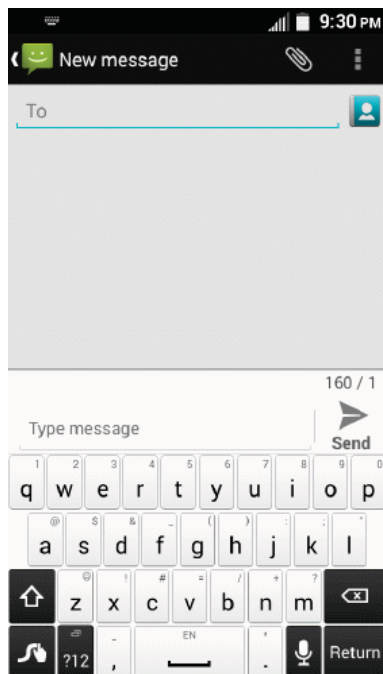 9:30 PM
New message
To
160 / 1
Type message
Send
1 2 3 4 5 6 7 8 9 0
q w e r t y u i o p
@ $ & _ ( ) : ; "
a s d f g h j k l
! # = / + ?
z x c v b n m
EN
?12 , . Return